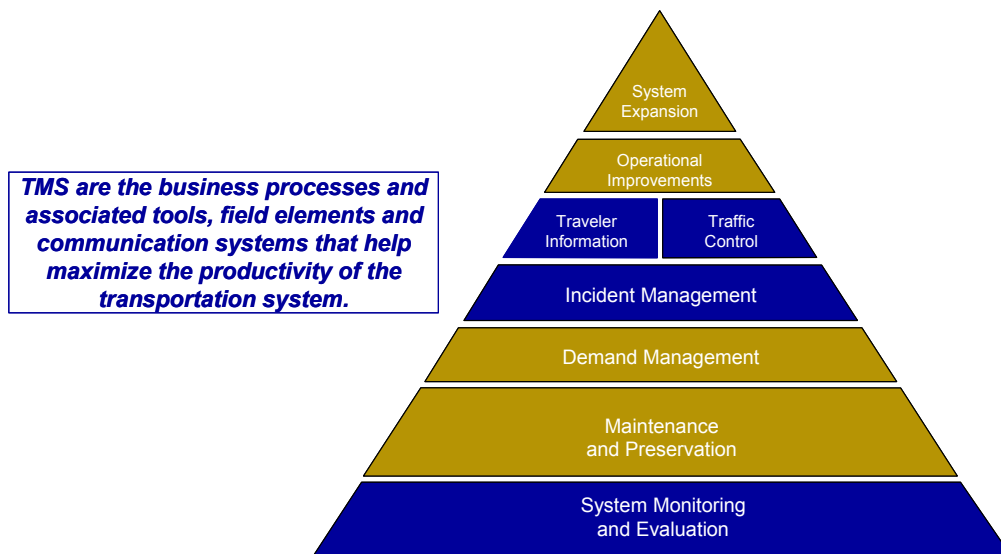 System
Expansion
Operational
Improvements
TMS are the business processes and
associated tools, field elements and
communication systems that help
maximize the productivity of the
transportation system.
Traveler
Information
Traffic
Control
Incident Management
Demand Management
Maintenance
and Preservation
System Monitoring
and Evaluation